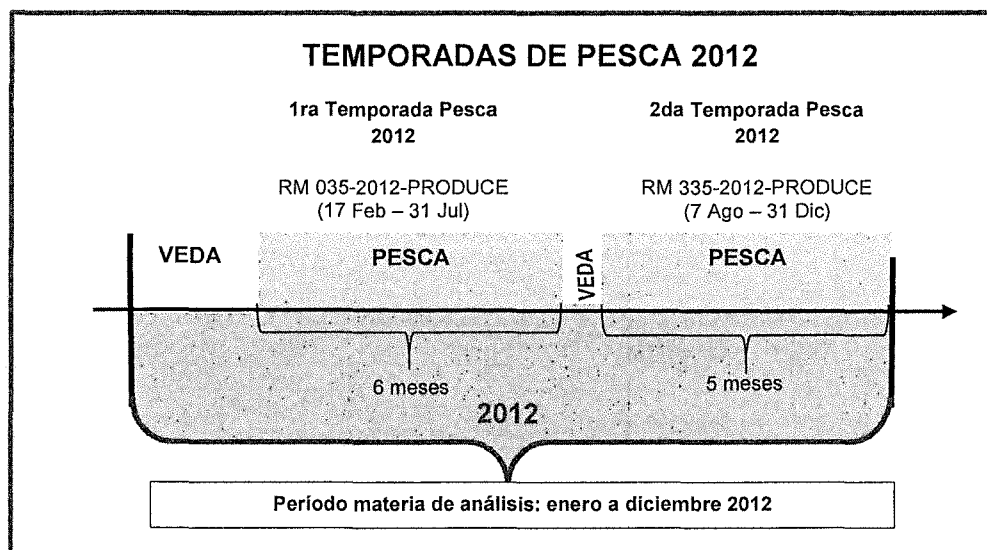 TEMPORADAS DE PESCA 2012
1ra Temporada Pesca
2012
RM 035-2012-PRODUCE
(17 Feb – 31 Jul)
2da Temporada Pesca
2012
RM 335-2012-PRODUCE
(7 Ago – 31 Dic)
VEDA
PESCA
VEDA
PESCA
6 meses
5 meses
2012
Período materia de análisis: enero a diciembre 2012